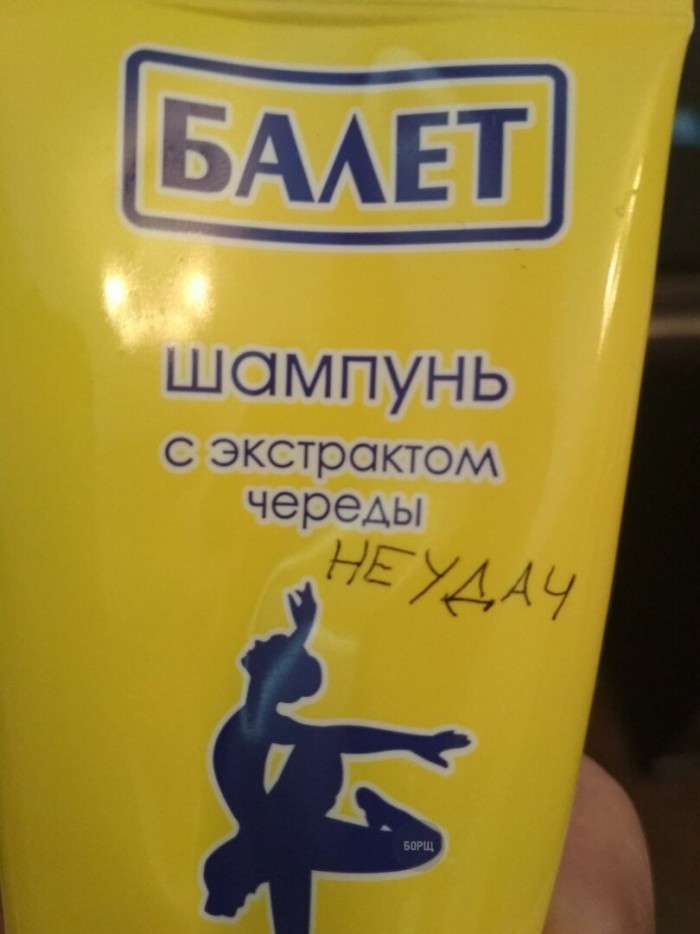 БАЛЕТ
шампунь
с экстрактом
череды
НЕУДАЧ
БОРЩ